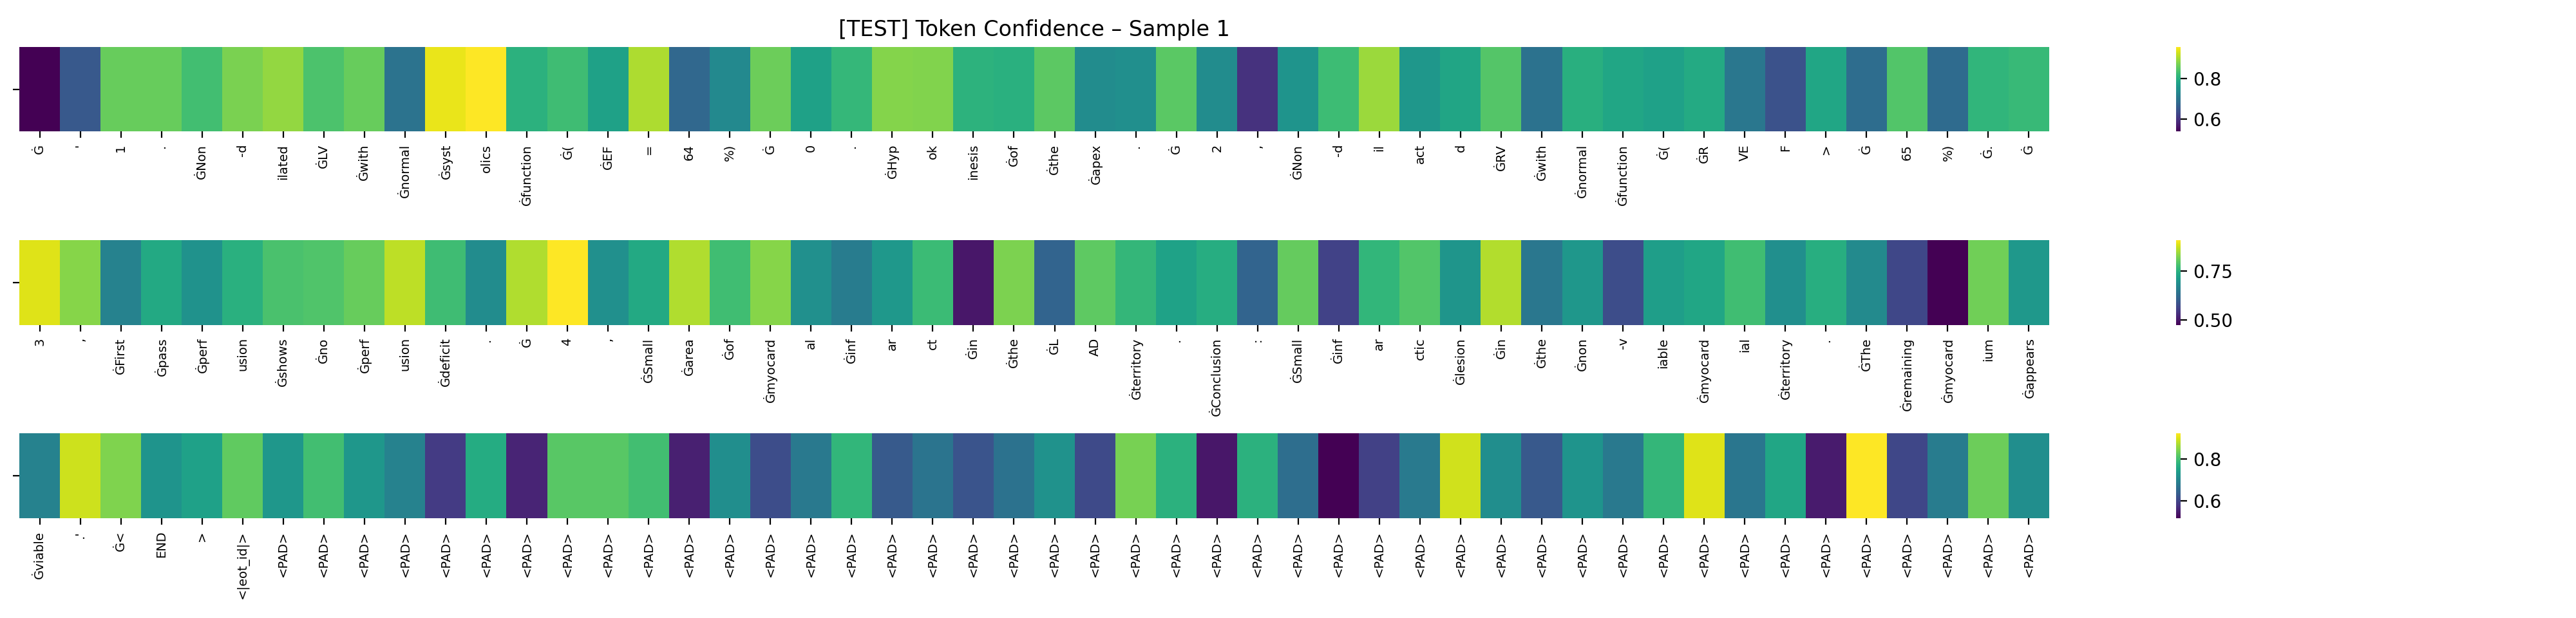 [TEST] Token Confidence – Sample 1
Ġ ' 1 . ĠNon -d ilated ĠLV Ġwith Ġnormal Ġsyst olics Ġfunction Ġ( ĠEF = 64 %) Ġ 0 . ĠHyp ok inesis Ġof Ġthe Ġapex . Ġ 2 , ĠNon -d il act d ĠRV Ġwith Ġnormal Ġfunction Ġ( ĠR VE F > Ġ 65 %) Ġ. Ġ
0.8
0.6
3 , ĠFirst Ġpass Ġperf usion Ġshows Ġno Ġperf usion Ġdeficit . Ġ 4 , ĠSmall Ġarea Ġof Ġmyocard al Ġinf ar ct Ġin Ġthe ĠL AD Ġterritory . ĠConclusion : ĠSmall Ġinf ar ctic Ġlesion Ġin Ġthe Ġnon -v iable Ġmyocard ial Ġterritory . ĠThe Ġremaining Ġmyocard ium Ġappears
0.75
0.50
Ġviable .' Ġ< END > <|eot_id|> <PAD> <PAD> <PAD> <PAD> <PAD> <PAD> <PAD> <PAD> <PAD> <PAD> <PAD> <PAD> <PAD> <PAD> <PAD> <PAD> <PAD> <PAD> <PAD> <PAD> <PAD> <PAD> <PAD> <PAD> <PAD> <PAD> <PAD> <PAD> <PAD> <PAD> <PAD> <PAD> <PAD> <PAD> <PAD> <PAD> <PAD> <PAD> <PAD> <PAD> <PAD> <PAD> <PAD> <PAD>
0.8
0.6